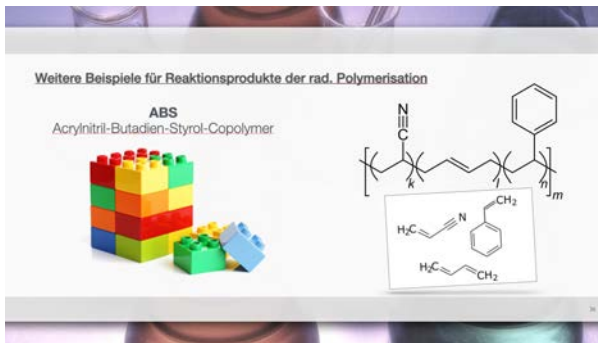 Weitere Beispiele für Reaktionsprodukte der rad. Polymerisation
ABS
Acrylnitril-Butadien-Styrol-Copolymer
N
C
k
l
n
m
H₂C
N
CH₂
H₂C
CH₂